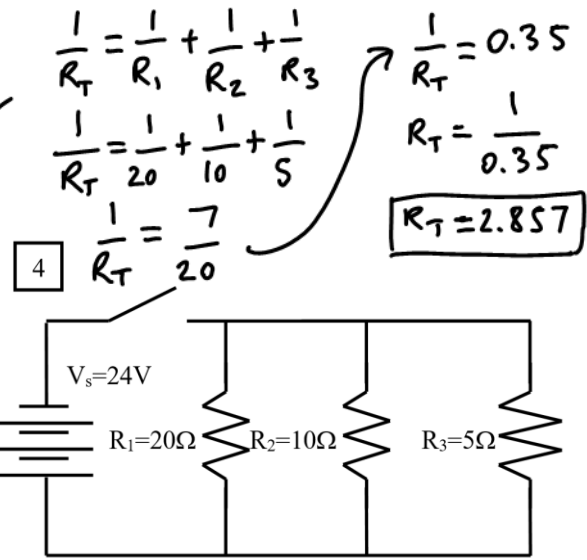 1/R_T = 1/R_1 + 1/R_2 + 1/R_3
1/R_T = 1/20 + 1/10 + 1/5
1/R_T = 7/20
1/R_T = 0.35
R_T = 1/0.35
R_T = 2.857
4
V_s=24V
R_1=20Ω
R_2=10Ω
R_3=5Ω